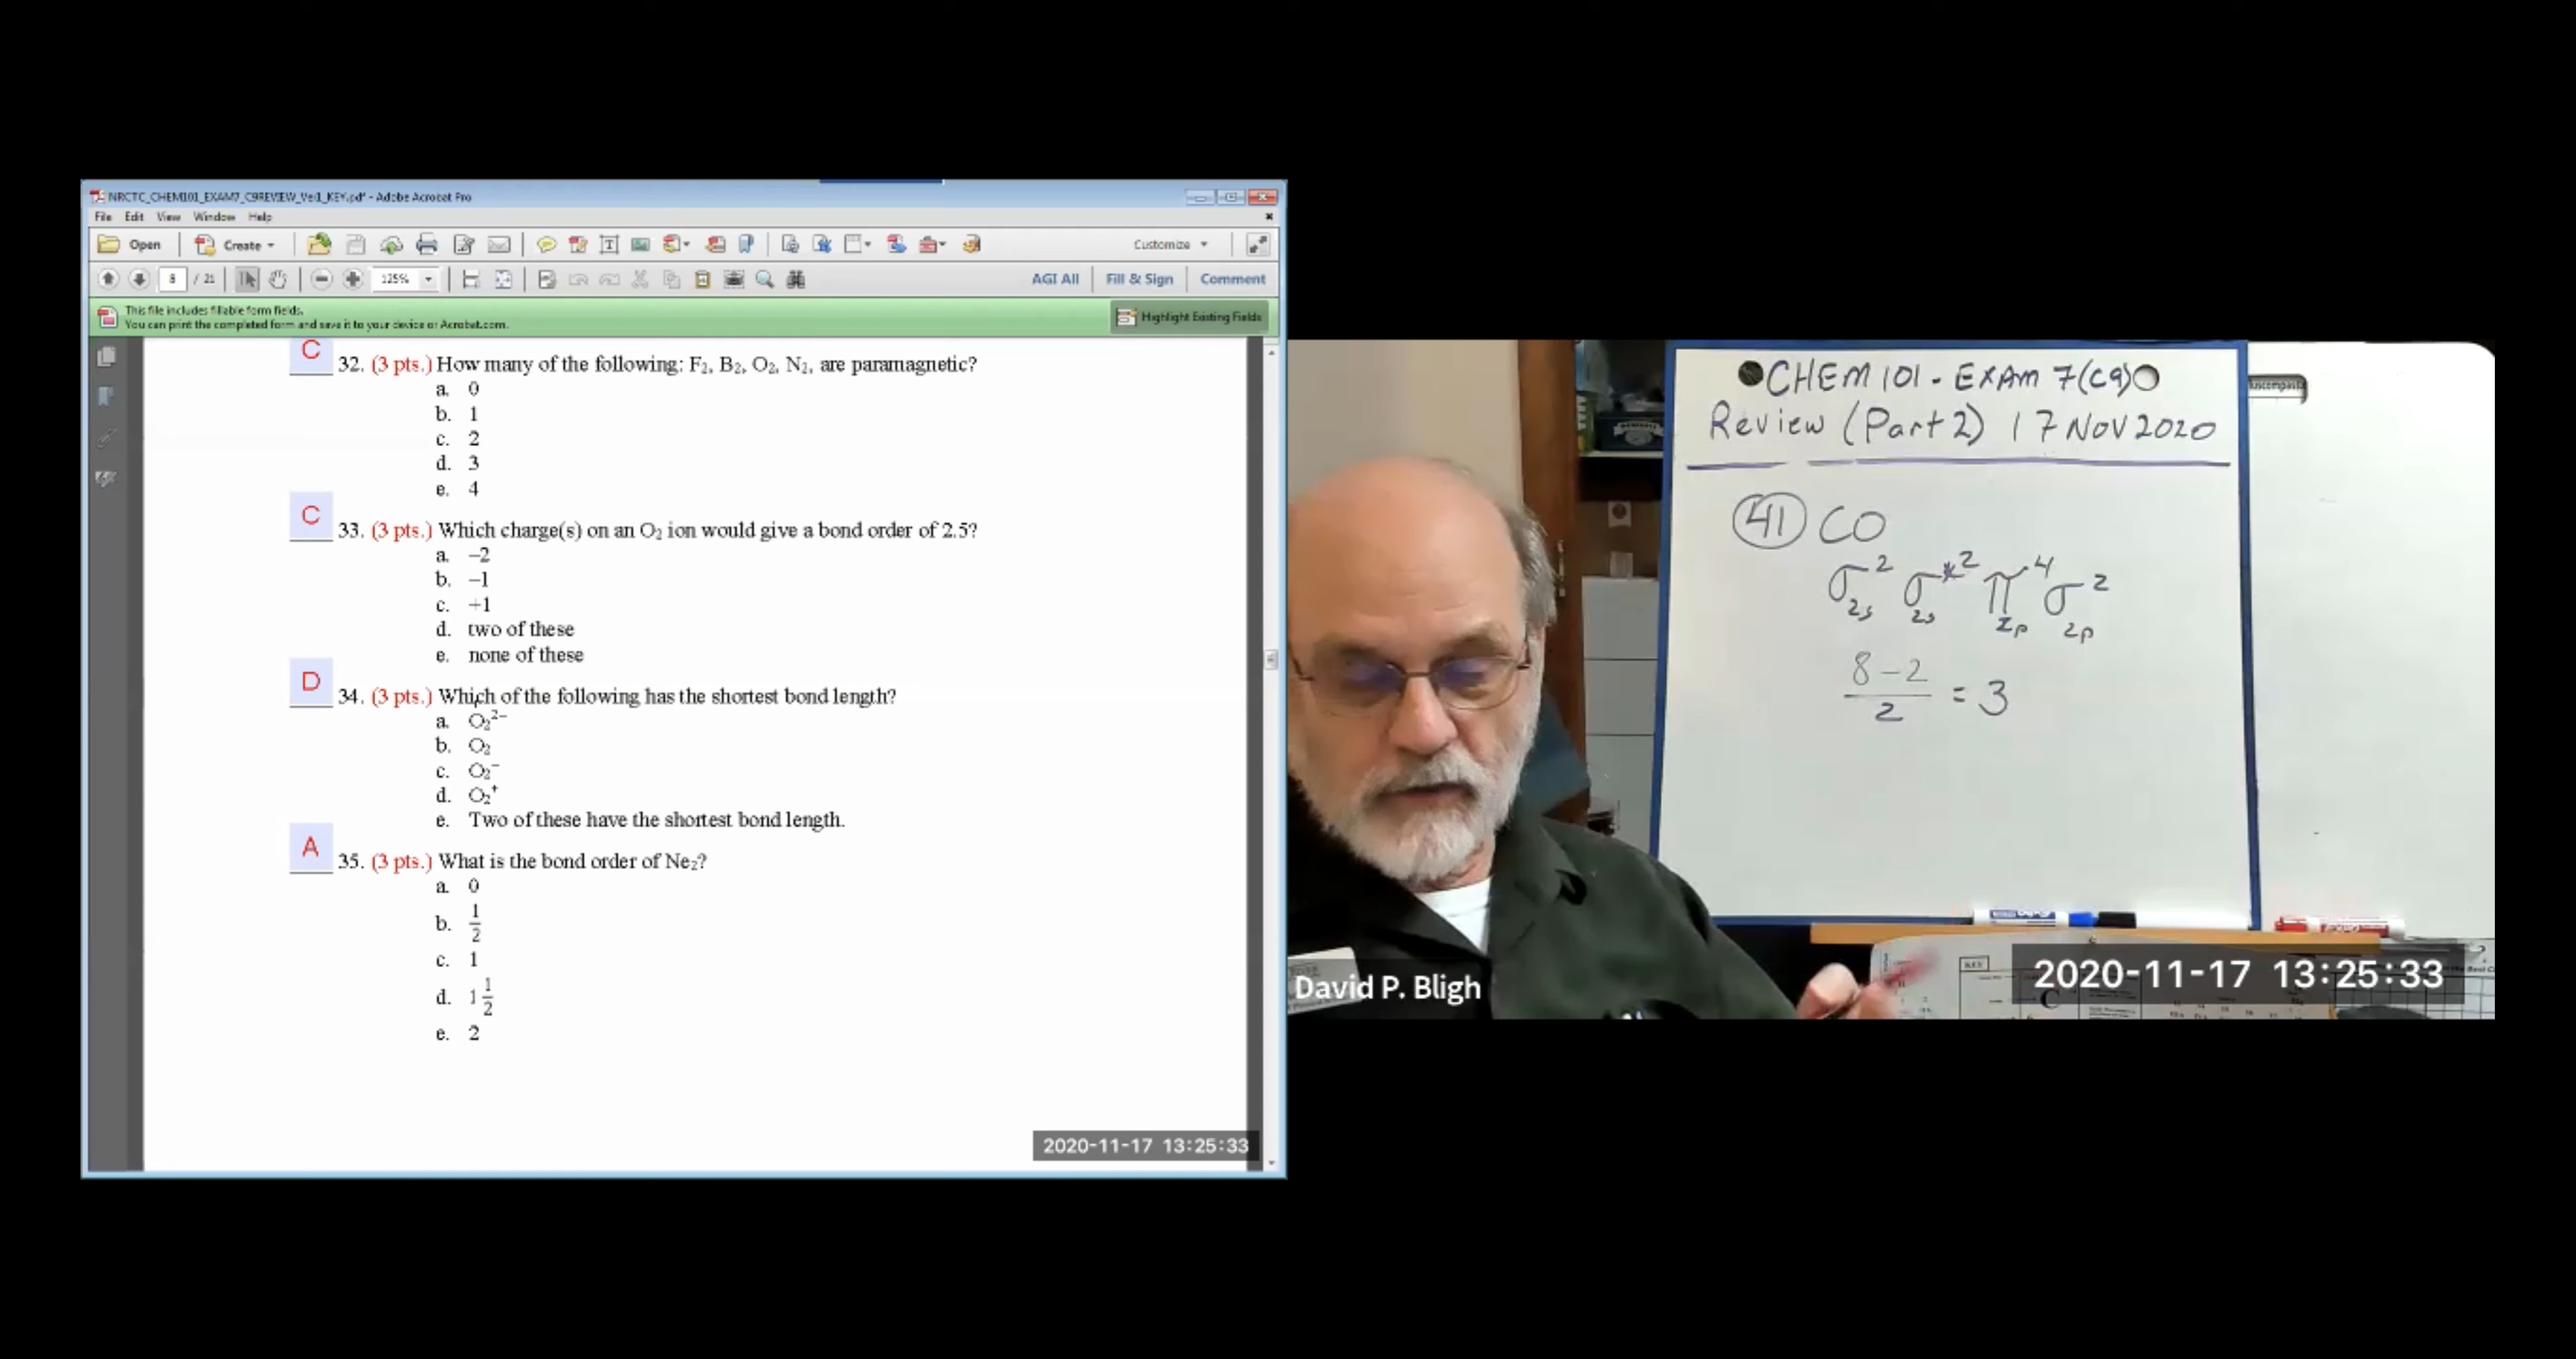 NRCTC_CHEM101_EXAM7_C9REVIEW_Ver1_KEY.pdf* - Adobe Acrobat Pro
File Edit View Window Help
Open Create Customize
8 / 21 125% AGI All Fill & Sign Comment
This file includes fillable form fields.
You can print the completed form and save it to your device or Acrobat.com.
Highlight Existing Fields
C 32. (3 pts.) How many of the following: F₂, B₂, O₂, N₂, are paramagnetic?
a. 0
b. 1
c. 2
d. 3
e. 4
C 33. (3 pts.) Which charge(s) on an O₂ ion would give a bond order of 2.5?
a. –2
b. –1
c. +1
d. two of these
e. none of these
D 34. (3 pts.) Which of the following has the shortest bond length?
a. O₂²⁻
b. O₂
c. O₂⁻
d. O₂⁺
e. Two of these have the shortest bond length.
A 35. (3 pts.) What is the bond order of Ne₂?
a. 0
b. 1/2
c. 1
d. 1 1/2
e. 2
2020-11-17 13:25:33
CHEM 101 - EXAM 7 (C9)
Review (Part 2) 17 NOV 2020
41 CO
σ₂ₛ² σ₂ₛ*² π₂ₚ⁴ σ₂ₚ²
8 – 2
2 = 3
KEY
C
David P. Bligh
2020-11-17 13:25:33